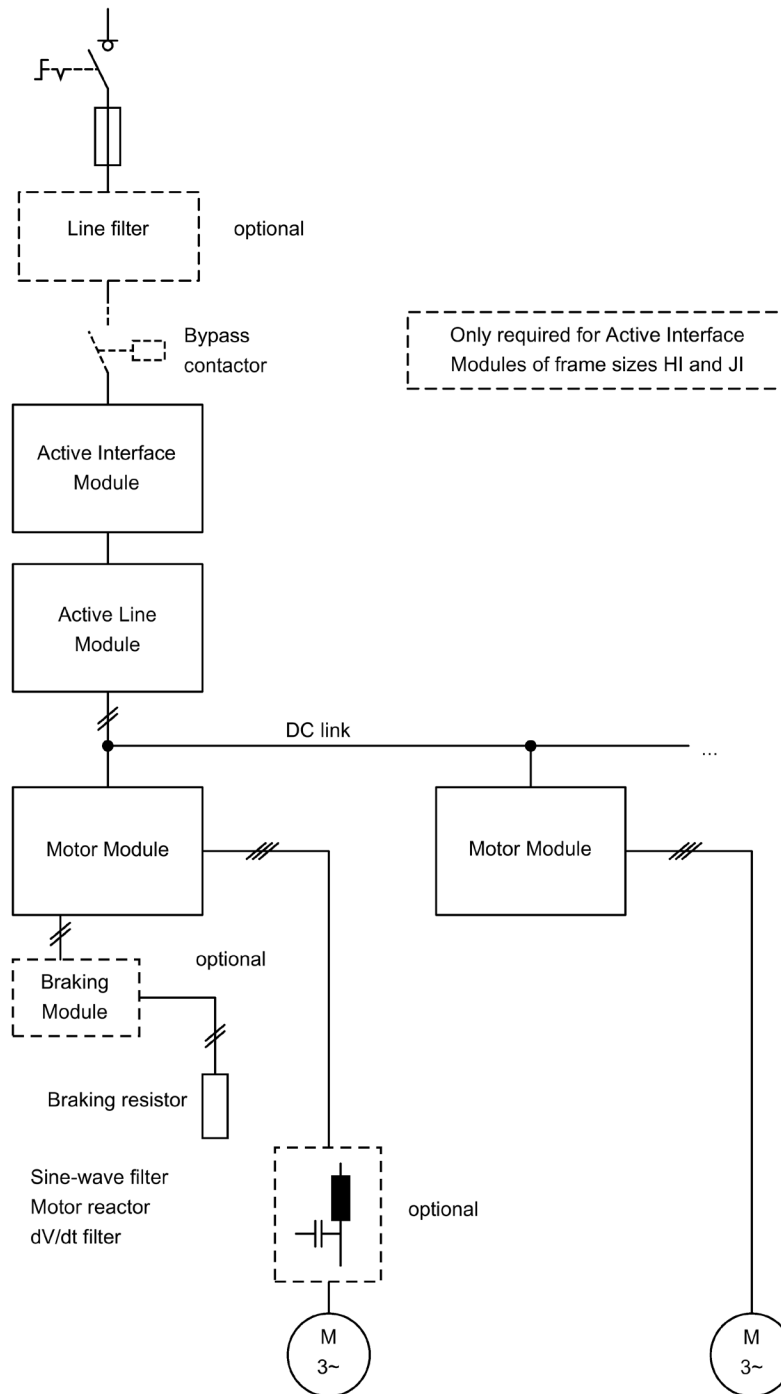 Line filter
optional
Bypass
contactor
Only required for Active Interface
Modules of frame sizes HI and JI
Active Interface
Module
Active Line
Module
DC link
...
Motor Module
Motor Module
optional
Braking
Module
Braking resistor
Sine-wave filter
Motor reactor
dV/dt filter
optional
M
3~
M
3~